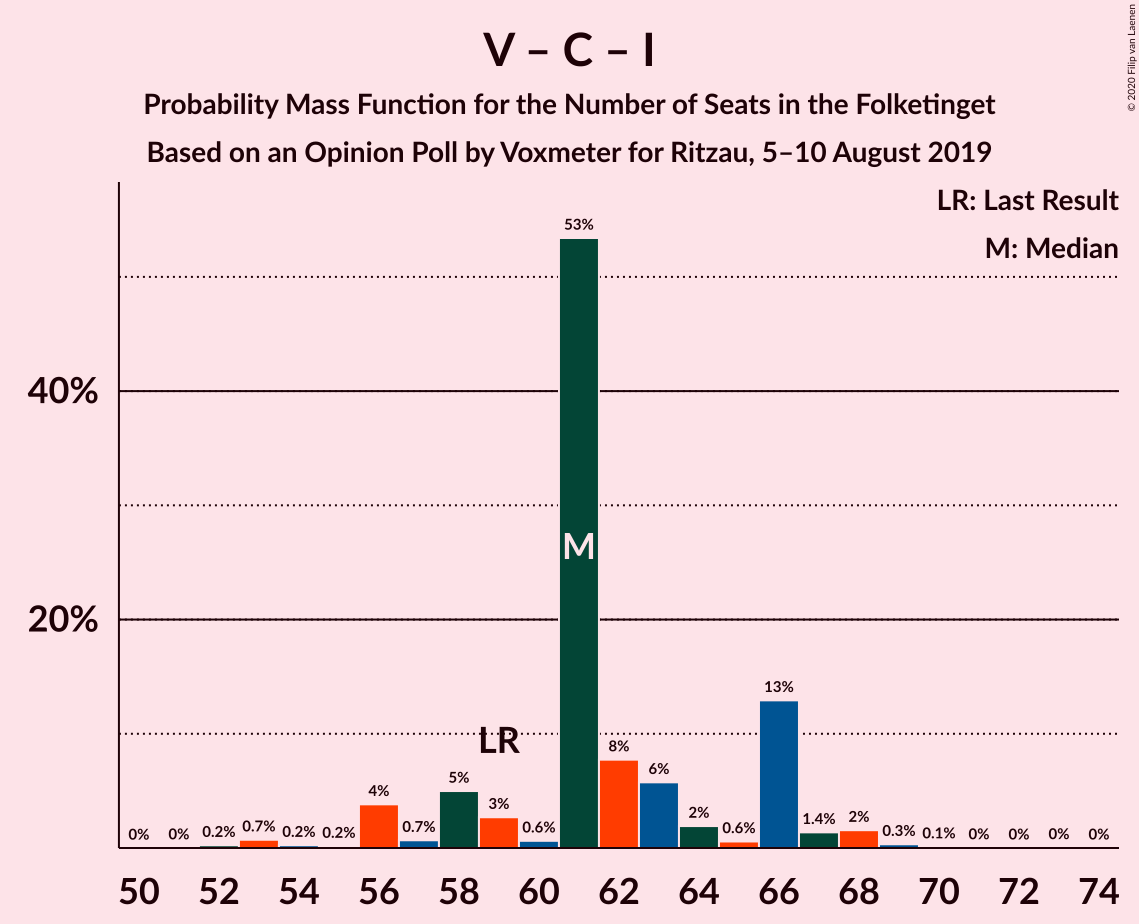 V – C – I
Probability Mass Function for the Number of Seats in the Folketinget
Based on an Opinion Poll by Voxmeter for Ritzau, 5–10 August 2019
© 2020 Filip van Laenen
LR: Last Result
M: Median
40%
20%
0% 0% 0.2% 0.7% 0.2% 0.2% 4% 0.7% 5% 3% 0.6% 53% 8% 6% 2% 0.6% 13% 1.4% 2% 0.3% 0.1% 0% 0% 0% 0%
LR
M
50 52 54 56 58 60 62 64 66 68 70 72 74